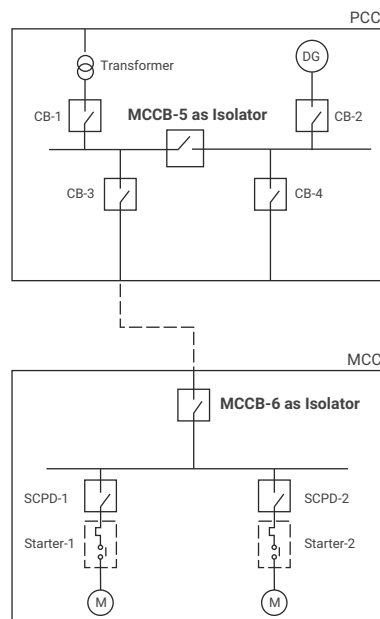 PCC
Transformer
DG
CB-1
MCCB-5 as Isolator
CB-2
CB-3
CB-4
MCC
MCCB-6 as Isolator
SCPD-1
SCPD-2
Starter-1
Starter-2
M
M